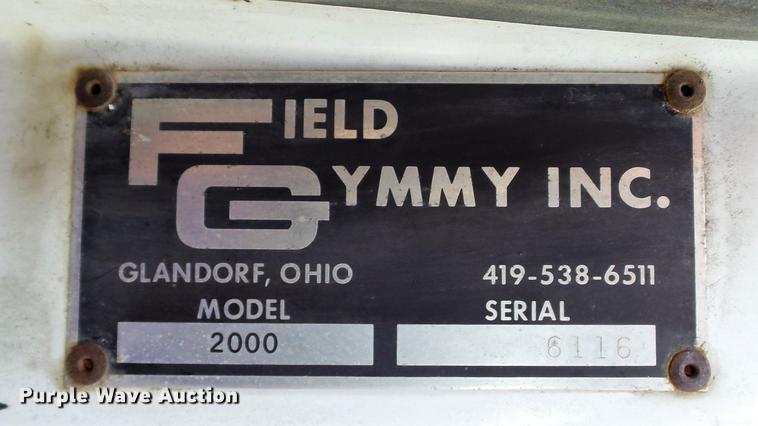 FIELD
GYMMY INC.
GLANDORF, OHIO 419-538-6511
MODEL SERIAL
2000 6116
Purple Wave Auction